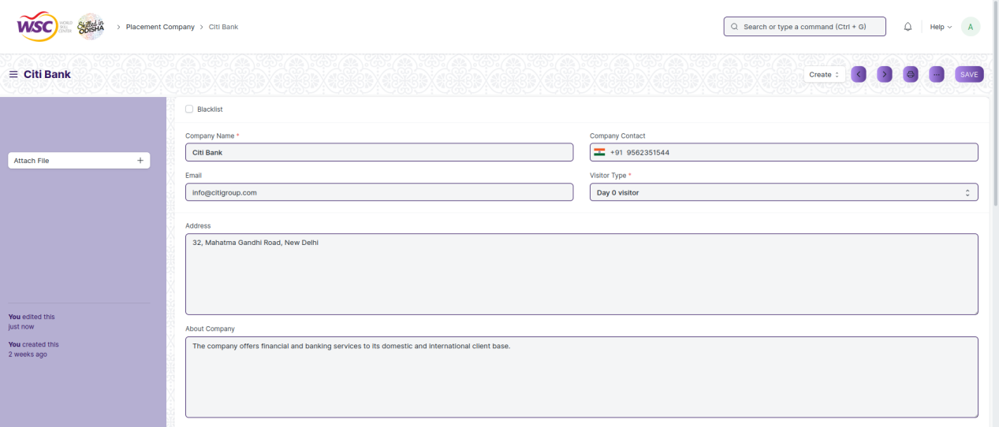 WSC WORLD SKILL CENTER Skilled in ODISHA > Placement Company > Citi Bank Search or type a command (Ctrl + G) Help A
Citi Bank Create SAVE
Blacklist
Company Name * Company Contact
Citi Bank +91 9562351544
Attach File +
Email Visitor Type *
info@citigroup.com Day 0 visitor
Address
32, Mahatma Gandhi Road, New Delhi
You edited this
just now
About Company
You created this
The company offers financial and banking services to its domestic and international client base.
2 weeks ago